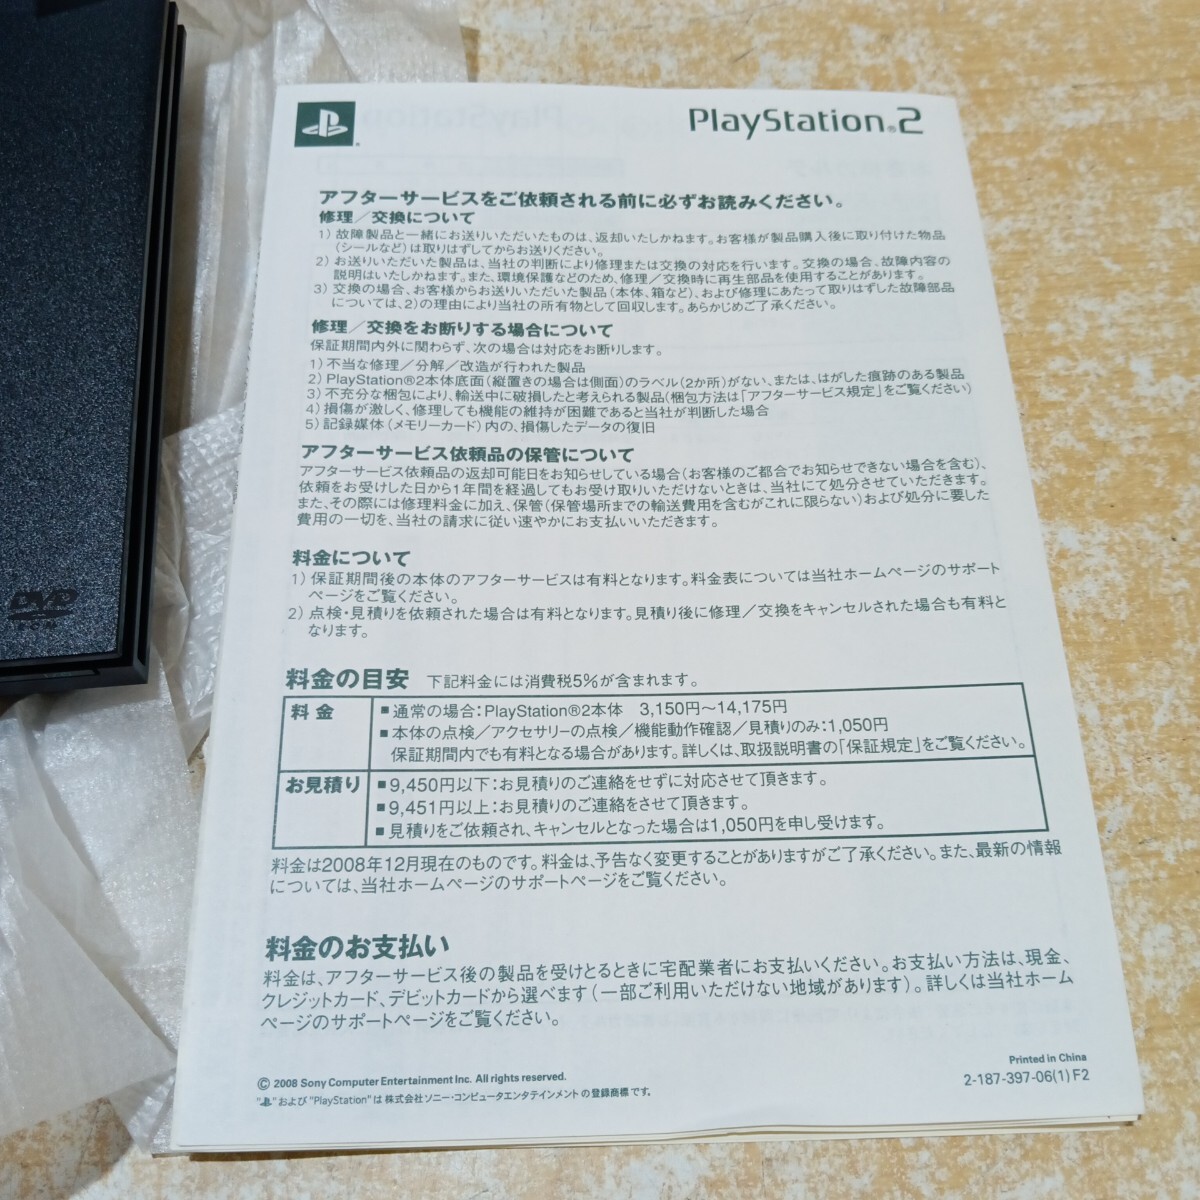 PlayStation®2
アフターサービスをご依頼される前に必ずお読みください。
修理／交換について
1）故障製品と一緒にお送りいただいたものは、返却いたしかねます。お客様が製品購入後に取り付けた物品
（シールなど）は取りはずしてからお送りください。
2）お送りいただいた製品は、当社の判断により修理または交換の対応を行います。交換の場合、故障内容の
説明はいたしかねます。また、環境保護などのため、修理／交換時に再生部品を使用することがあります。
3）交換の場合、お客様からお送りいただいた製品（本体、箱など）、および修理にあたって取りはずした故障部品
については、2）の理由により当社の所有物として回収します。あらかじめご了承ください。
修理／交換をお断りする場合について
保証期間内外に関わらず、次の場合は対応をお断りします。
1）不当な修理／分解／改造が行われた製品
2）PlayStation®2本体底面（縦置きの場合は側面）のラベル（2か所）がない、または、はがした痕跡のある製品
3）不充分な梱包により、輸送中に破損したと考えられる製品（梱包方法は「アフターサービス規定」をご覧ください）
4）損傷が激しく、修理しても機能の維持が困難であると当社が判断した場合
5）記録媒体（メモリーカード）内の、損傷したデータの復旧
アフターサービス依頼品の保管について
アフターサービス依頼品の返却可能日をお知らせしている場合（お客様のご都合でお知らせできない場合を含む）、
依頼をお受けした日から1年間を経過してもお受け取りいただけないときは、当社にて処分させていただきます。
また、その際には修理料金に加え、保管（保管場所までの輸送費用を含むがこれに限らない）および処分に要した
費用の一切を、当社の請求に従い速やかにお支払いいただきます。
料金について
1）保証期間後の本体のアフターサービスは有料となります。料金表については当社ホームページのサポート
ページをご覧ください。
2）点検・見積りを依頼された場合は有料となります。見積り後に修理／交換をキャンセルされた場合も有料と
なります。
料金の目安 下記料金には消費税5%が含まれます。
料金 ■通常の場合：PlayStation®2本体 3,150円～14,175円
■本体の点検／アクセサリーの点検／機能動作確認／見積りのみ：1,050円
保証期間内でも有料となる場合があります。詳しくは、取扱説明書の「保証規定」をご覧ください。
お見積り ■9,450円以下：お見積りのご連絡をせずに対応させて頂きます。
■9,451円以上：お見積りのご連絡をさせて頂きます。
■見積りをご依頼され、キャンセルとなった場合は1,050円を申し受けます。
料金は2008年12月現在のものです。料金は、予告なく変更することがありますがご了承ください。また、最新の情報
については、当社ホームページのサポートページをご覧ください。
料金のお支払い
料金は、アフターサービス後の製品を受けとるときに宅配業者にお支払いください。お支払い方法は、現金、
クレジットカード、デビットカードから選べます（一部ご利用いただけない地域があります）。詳しくは当社ホーム
ページのサポートページをご覧ください。
© 2008 Sony Computer Entertainment Inc. All rights reserved.
" "および"PlayStation"は株式会社ソニー・コンピュータエンタテインメントの登録商標です。
Printed in China
2-187-397-06(1) F2
DVD